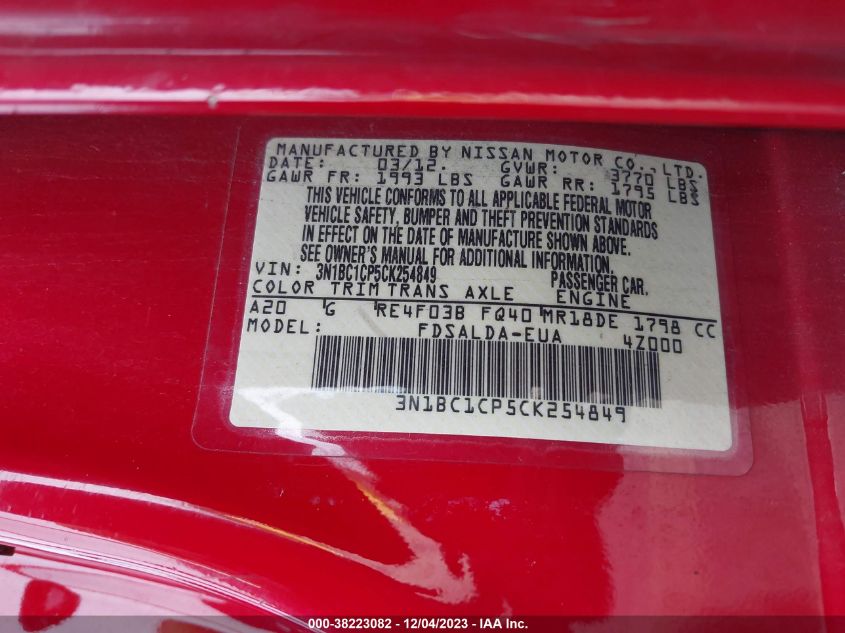 MANUFACTURED BY NISSAN MOTOR CO.,LTD.
DATE: 03/12. GVWR: 3770 LBS
GAWR FR: 1993 LBS GAWR RR: 1795 LBS
THIS VEHICLE CONFORMS TO ALL APPLICABLE FEDERAL MOTOR
VEHICLE SAFETY, BUMPER AND THEFT PREVENTION STANDARDS
IN EFFECT ON THE DATE OF MANUFACTURE SHOWN ABOVE.
SEE OWNER'S MANUAL FOR ADDITIONAL INFORMATION.
VIN: 3N1BC1CP5CK254849 PASSENGER CAR.
COLOR TRIM TRANS AXLE ENGINE
A20 G RE4F03B FQ40 MR18DE 1798 CC
MODEL: FDSALDA-EUA 4Z000
3N1BC1CP5CK254849
000-38223082 - 12/04/2023 - IAA Inc.